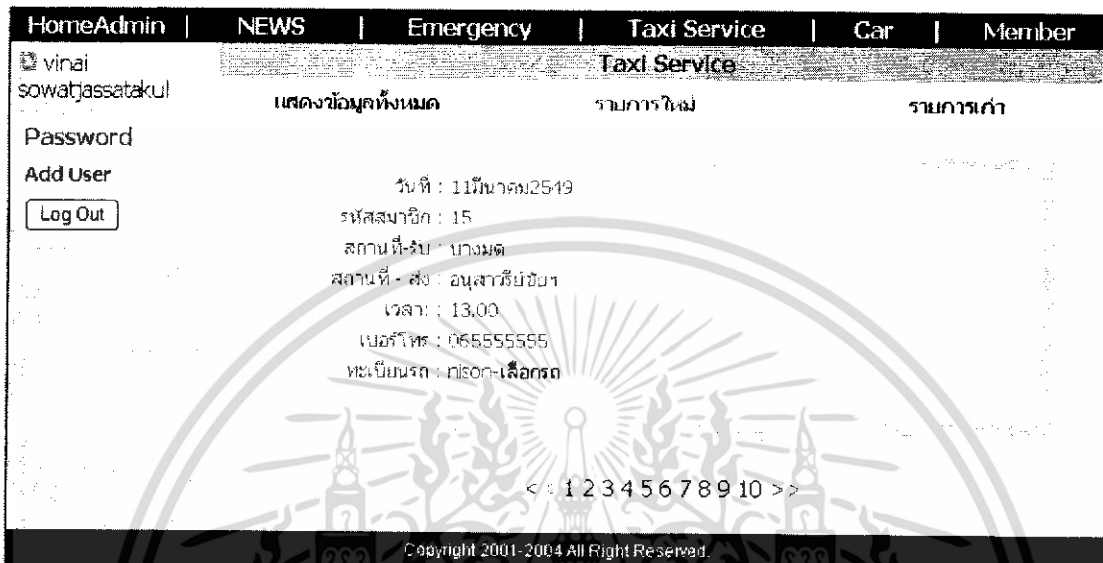 HomeAdmin | NEWS | Emergency | Taxi Service | Car | Member
vinai
sowatjassatakul
Password
Add User
Log Out
Taxi Service
แสดงข้อมูลทั้งหมด รายการใหม่ รายการเก่า
วันที่ : 11มีนาคม2549
รหัสสมาชิก : 15
สถานที่-รับ : บางมด
สถานที่ - ส่ง : อนุสาวรีย์ชัยฯ
เวลา: : 13.00
เบอร์โทร : 065555555
ทะเบียนรถ : nison-เลือกรถ
< < 1 2 3 4 5 6 7 8 9 10 >>
Copyright 2001-2004 All Right Reserved.